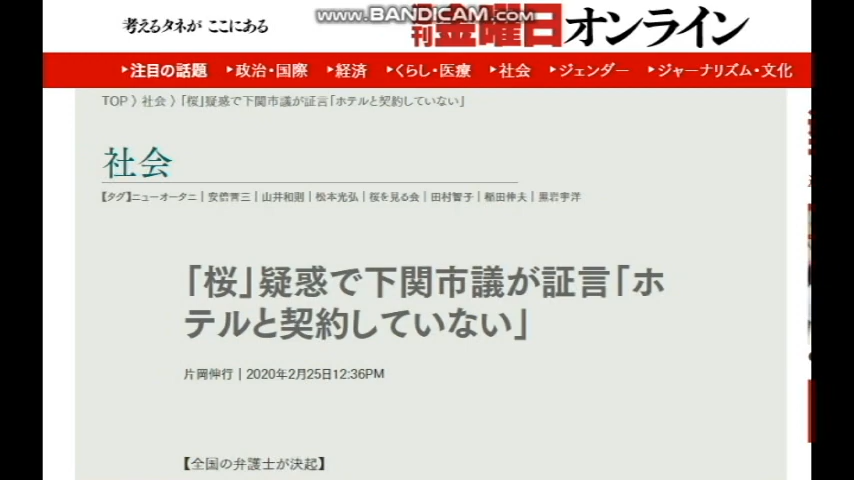 www.BANDICAM.com
考えるタネが ここにある
週刊金曜日オンライン
注目の話題 政治・国際 経済 くらし・医療 社会 ジェンダー ジャーナリズム・文化
TOP 〉 社会 〉 「桜」疑惑で下関市議が証言「ホテルと契約していない」
社会
【タグ】ニューオータニ｜安倍晋三｜山井和則｜松本光弘｜桜を見る会｜田村智子｜稲田伸夫｜黒岩宇洋
「桜」疑惑で下関市議が証言「ホ
テルと契約していない」
片岡伸行｜2020年2月25日12:36PM
【全国の弁護士が決起】